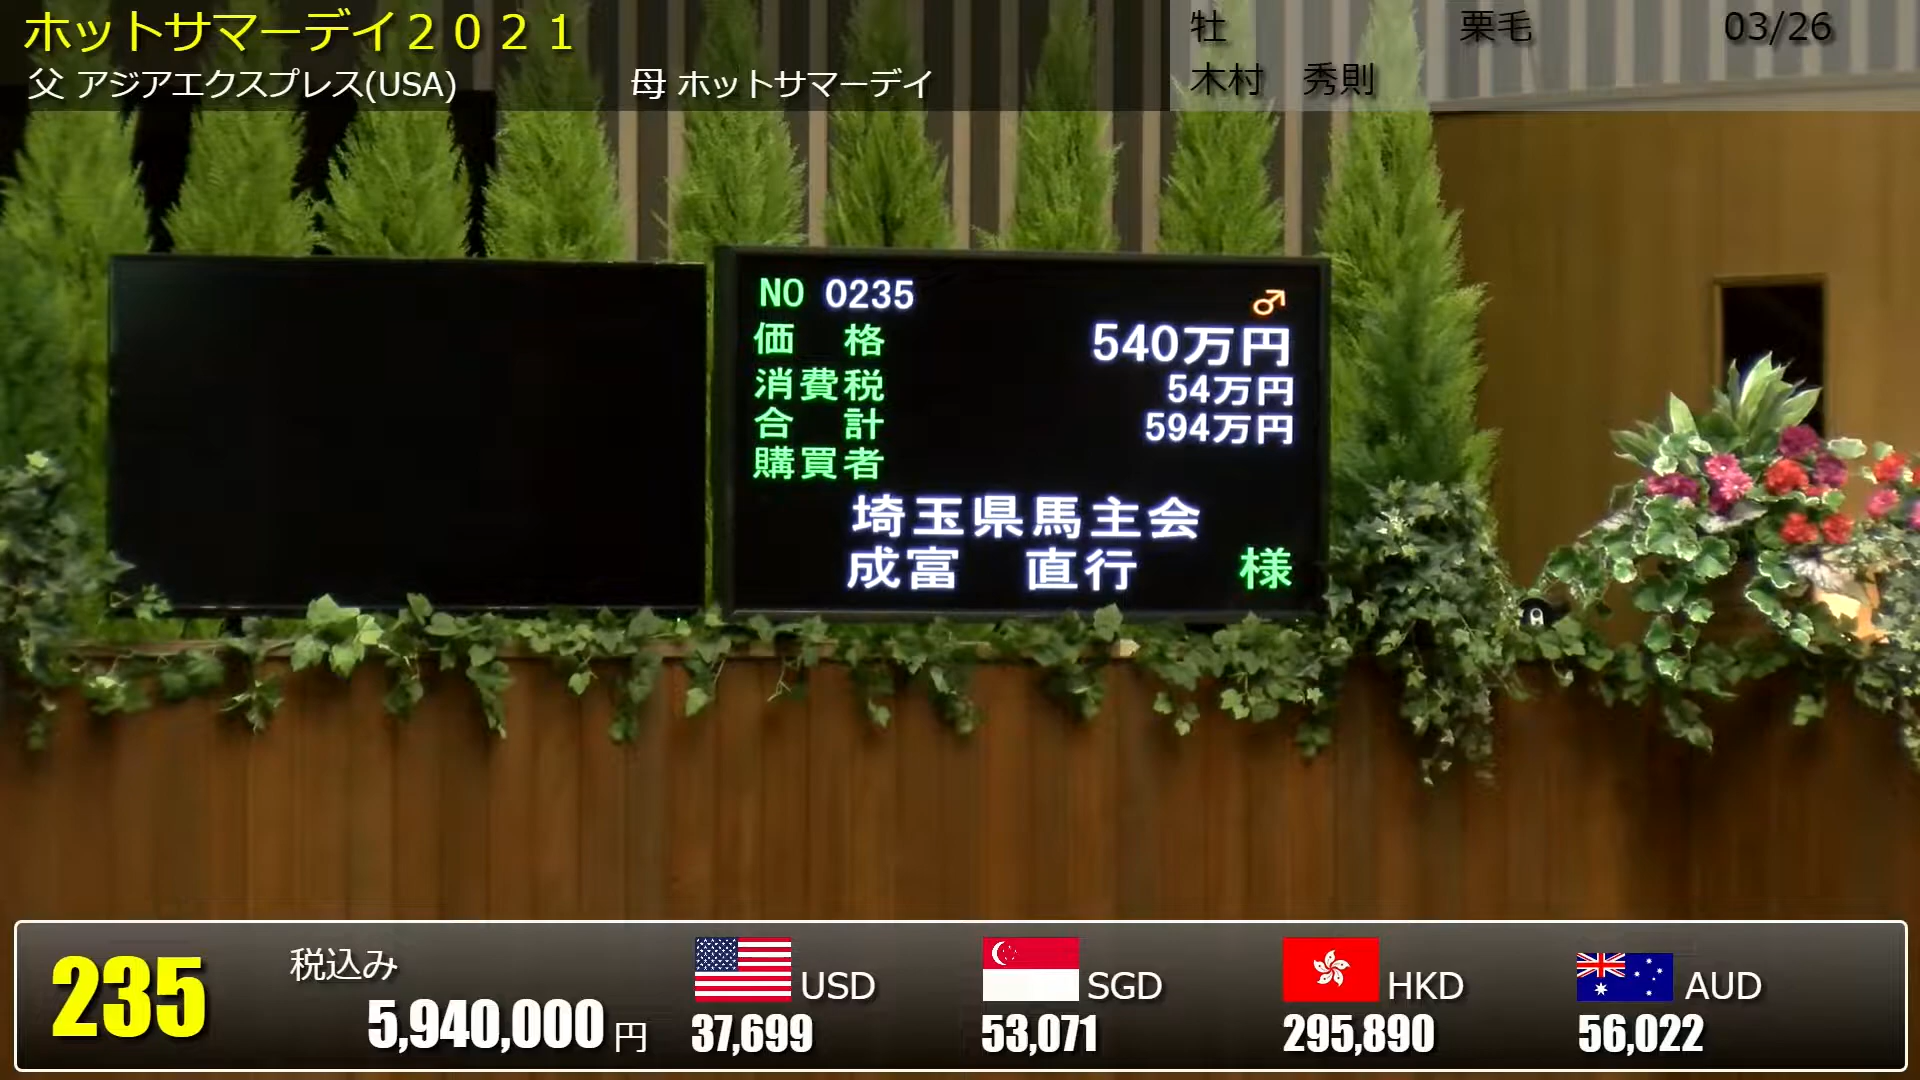 ホットサマーデイ２０２１
父 アジアエクスプレス(USA)
母 ホットサマーデイ
牡 栗毛 03/26
木村 秀則
NO 0235 ♂
価格 540万円
消費税 54万円
合計 594万円
購買者
埼玉県馬主会
成富 直行 様
235
税込み
5,940,000 円
USD
37,699
SGD
53,071
HKD
295,890
AUD
56,022